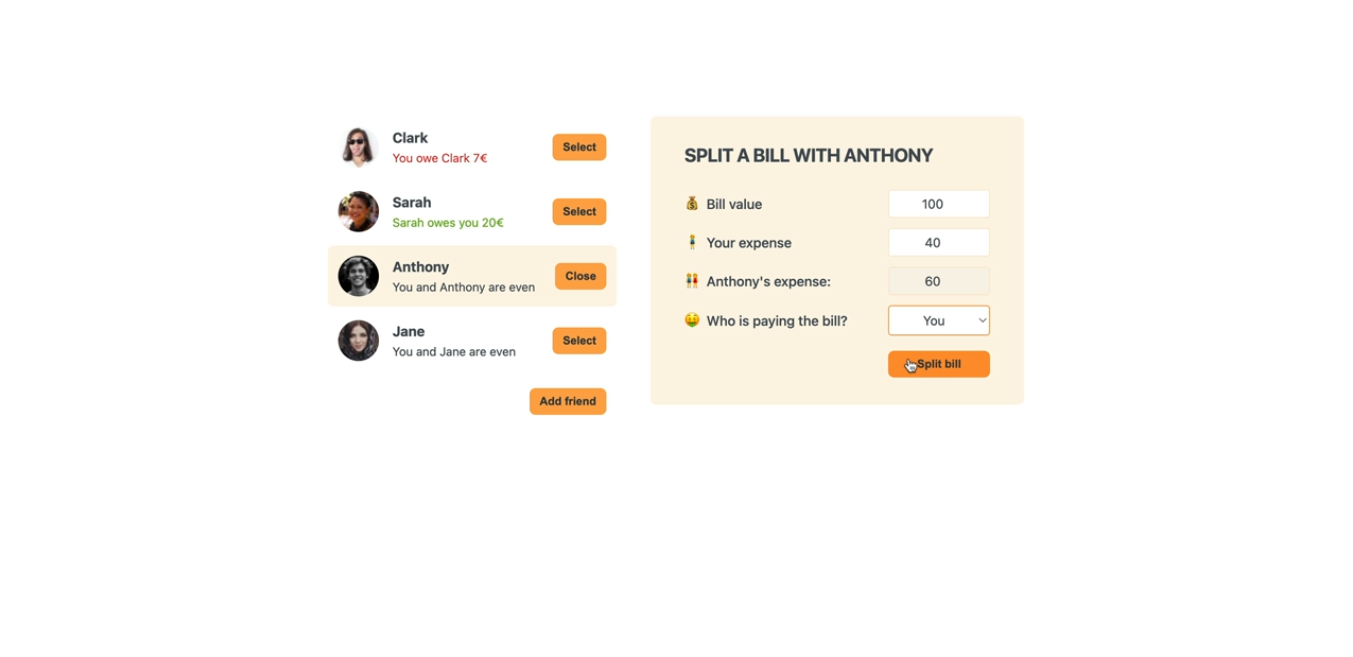 Clark
You owe Clark 7€
Select
Sarah
Sarah owes you 20€
Select
Anthony
You and Anthony are even
Close
Jane
You and Jane are even
Select
Add friend
SPLIT A BILL WITH ANTHONY
💰 Bill value 100
🧍‍♀️ Your expense 40
👫 Anthony's expense: 60
🤑 Who is paying the bill? You
Split bill